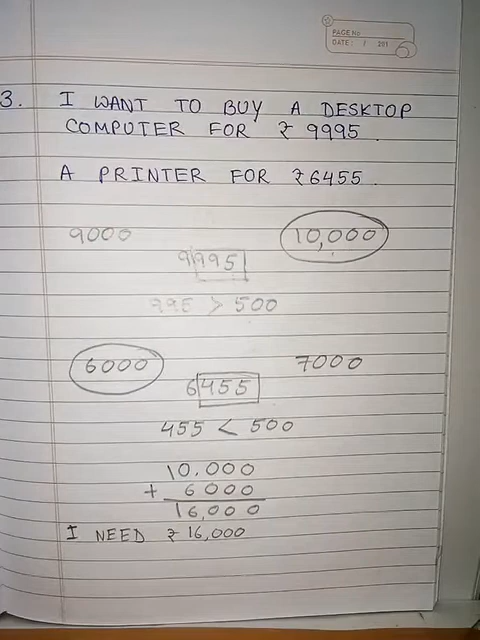 PAGE No
DATE: / 201
3. I WANT TO BUY A DESKTOP
COMPUTER FOR ₹ 9995.
A PRINTER FOR ₹6455.
9000 10,000
9995
995 > 500
6000 7000
6455
455 < 500
10,000
+ 6000
16,000
I NEED ₹ 16,000